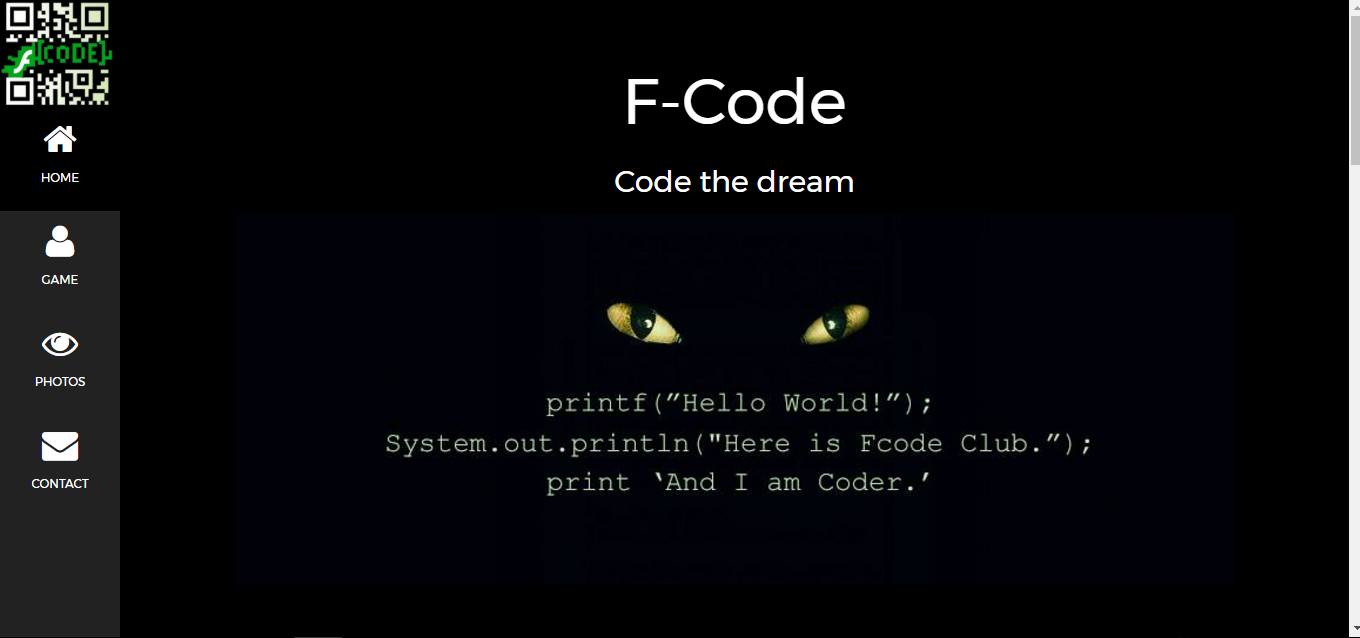 f{CODE}
HOME
GAME
PHOTOS
CONTACT
F-Code
Code the dream
printf(”Hello World!”);
System.out.println("Here is Fcode Club.”);
print ‘And I am Coder.’